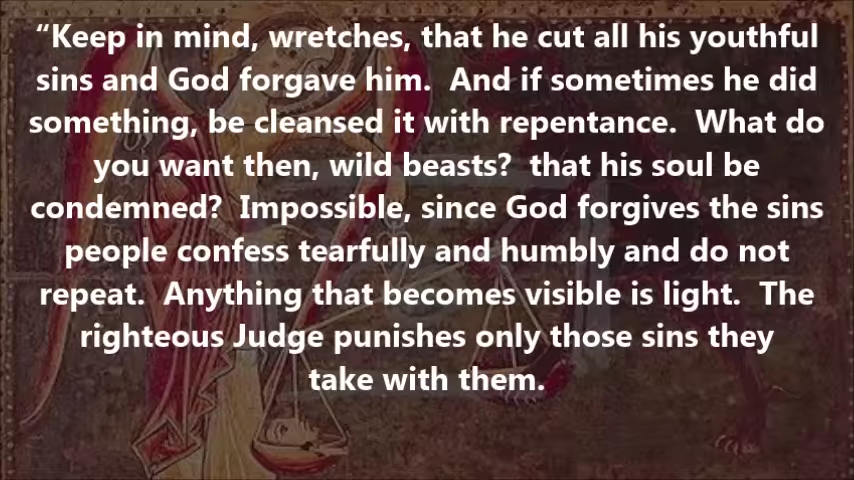 “Keep in mind, wretches, that he cut all his youthful
sins and God forgave him.  And if sometimes he did
something, be cleansed it with repentance.  What do
you want then, wild beasts?  that his soul be
condemned?  Impossible, since God forgives the sins
people confess tearfully and humbly and do not
repeat.  Anything that becomes visible is light.  The
righteous Judge punishes only those sins they
take with them.